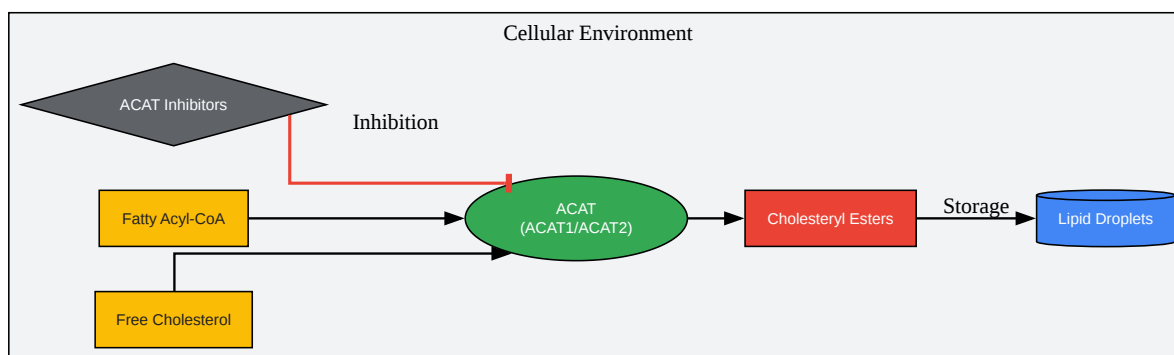 Cellular Environment
ACAT Inhibitors
Inhibition
Fatty Acyl-CoA
ACAT
(ACAT1/ACAT2)
Cholesteryl Esters
Storage
Lipid Droplets
Free Cholesterol